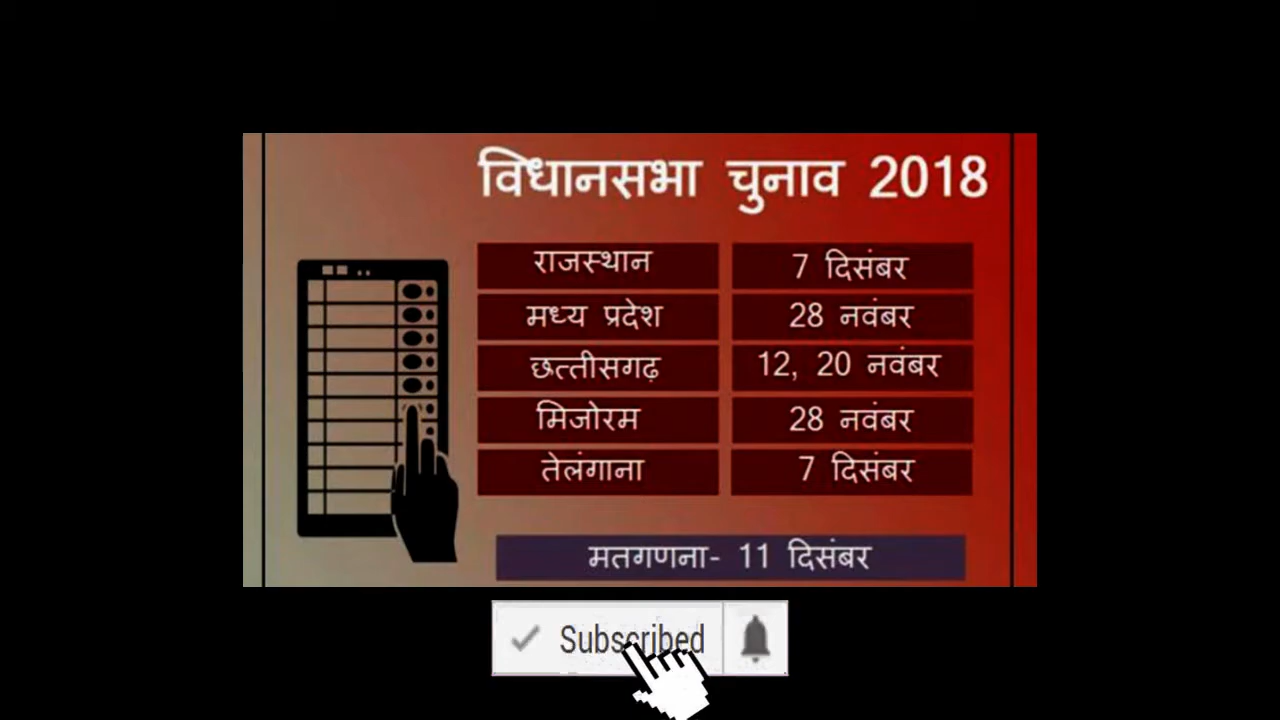 विधानसभा चुनाव 2018
राजस्थान 7 दिसंबर
मध्य प्रदेश 28 नवंबर
छत्तीसगढ़ 12, 20 नवंबर
मिजोरम 28 नवंबर
तेलंगाना 7 दिसंबर
मतगणना- 11 दिसंबर
Subscribed